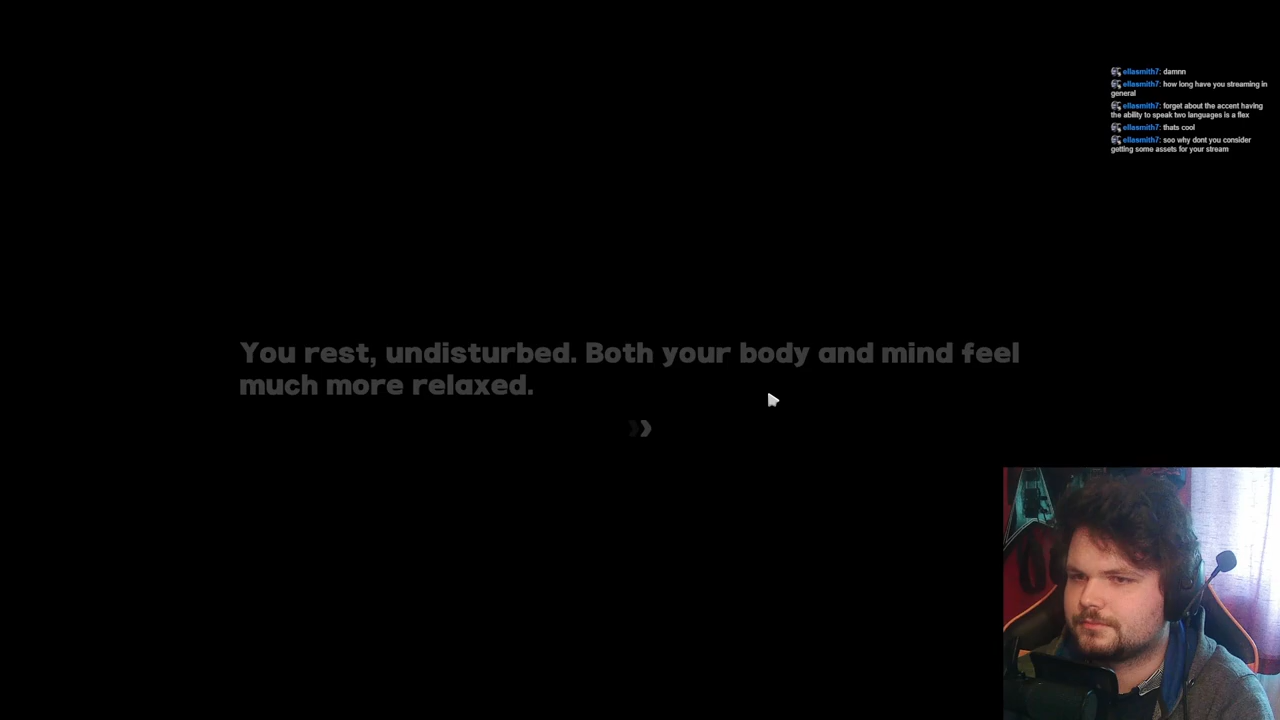 ellasmith7: damnn
ellasmith7: how long have you streaming in
general
ellasmith7: forget about the accent having
the ability to speak two languages is a flex
ellasmith7: thats cool
ellasmith7: soo why dont you consider
getting some assets for your stream
You rest, undisturbed. Both your body and mind feel
much more relaxed.